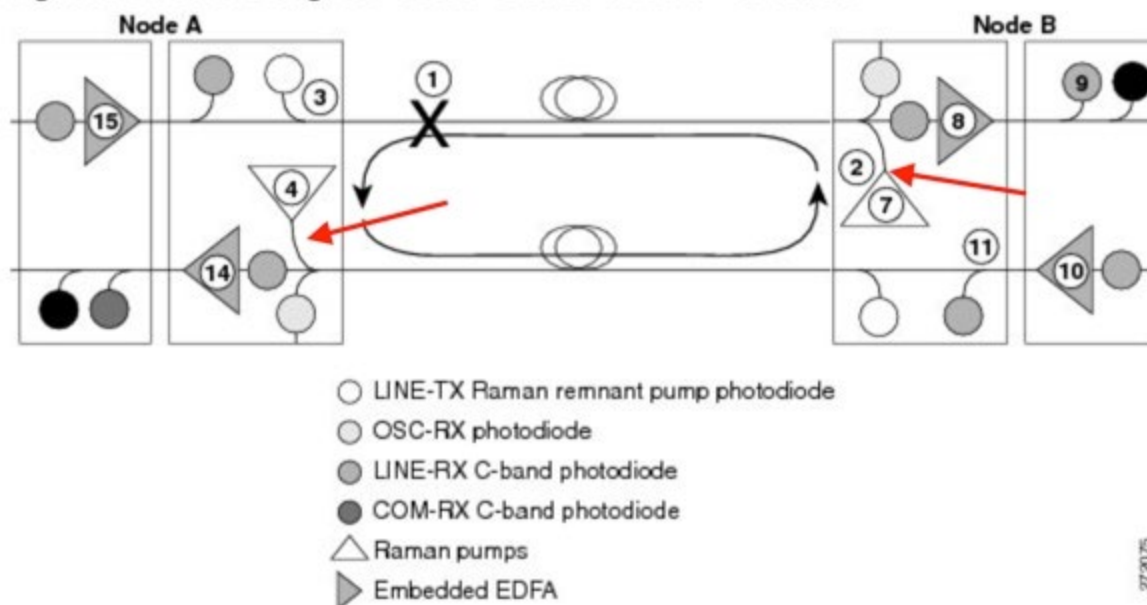 Node A
Node B
1
3
15
4
14
2
7
8
9
11
10
X
LINE-TX Raman remnant pump photodiode
OSC-RX photodiode
LINE-RX C-band photodiode
COM-RX C-band photodiode
Raman pumps
Embedded EDFA